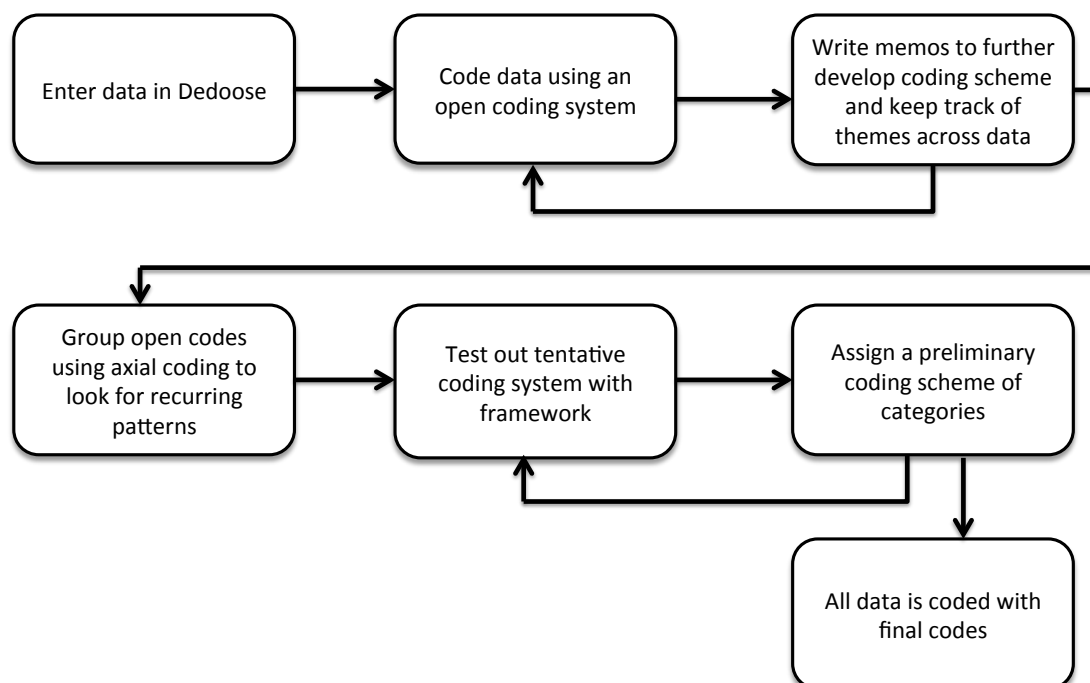 Enter data in Dedoose
Code data using an
open coding system
Write memos to further
develop coding scheme
and keep track of
themes across data
Group open codes
using axial coding to
look for recurring
patterns
Test out tentative
coding system with
framework
Assign a preliminary
coding scheme of
categories
All data is coded with
final codes